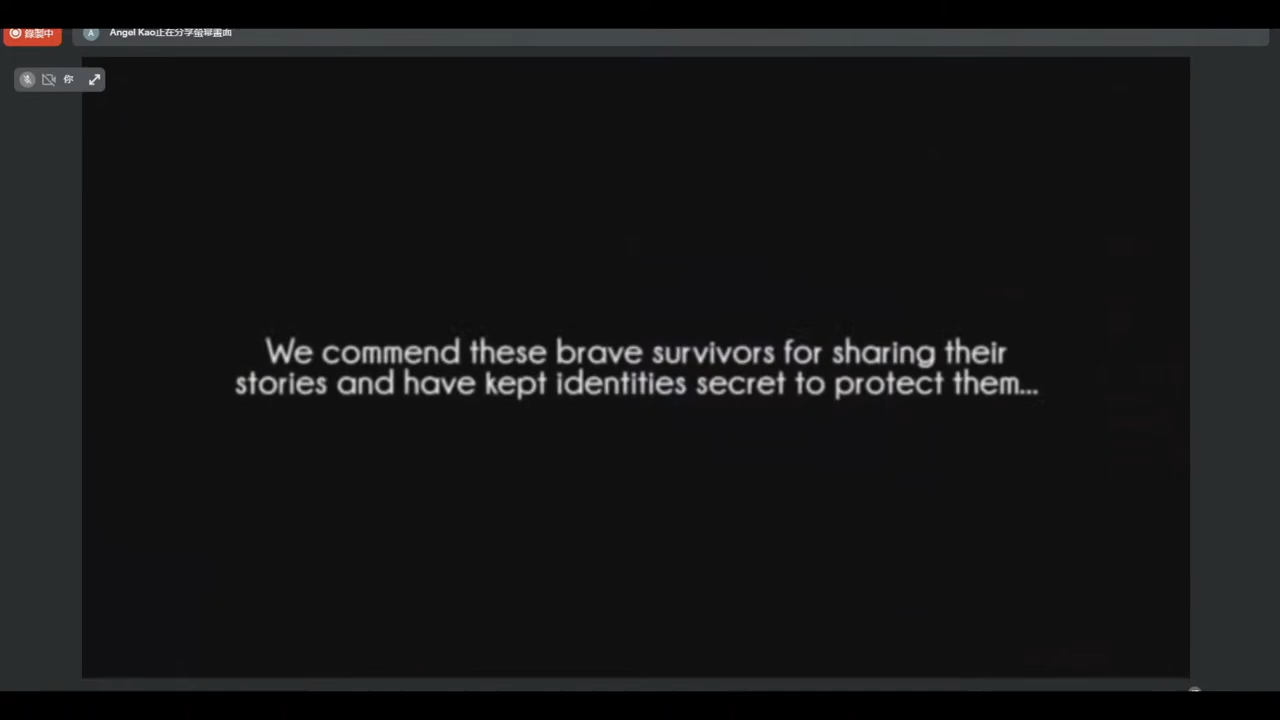 錄製中
A
Angel Kao正在分享螢幕畫面
你
We commend these brave survivors for sharing their
stories and have kept identities secret to protect them...